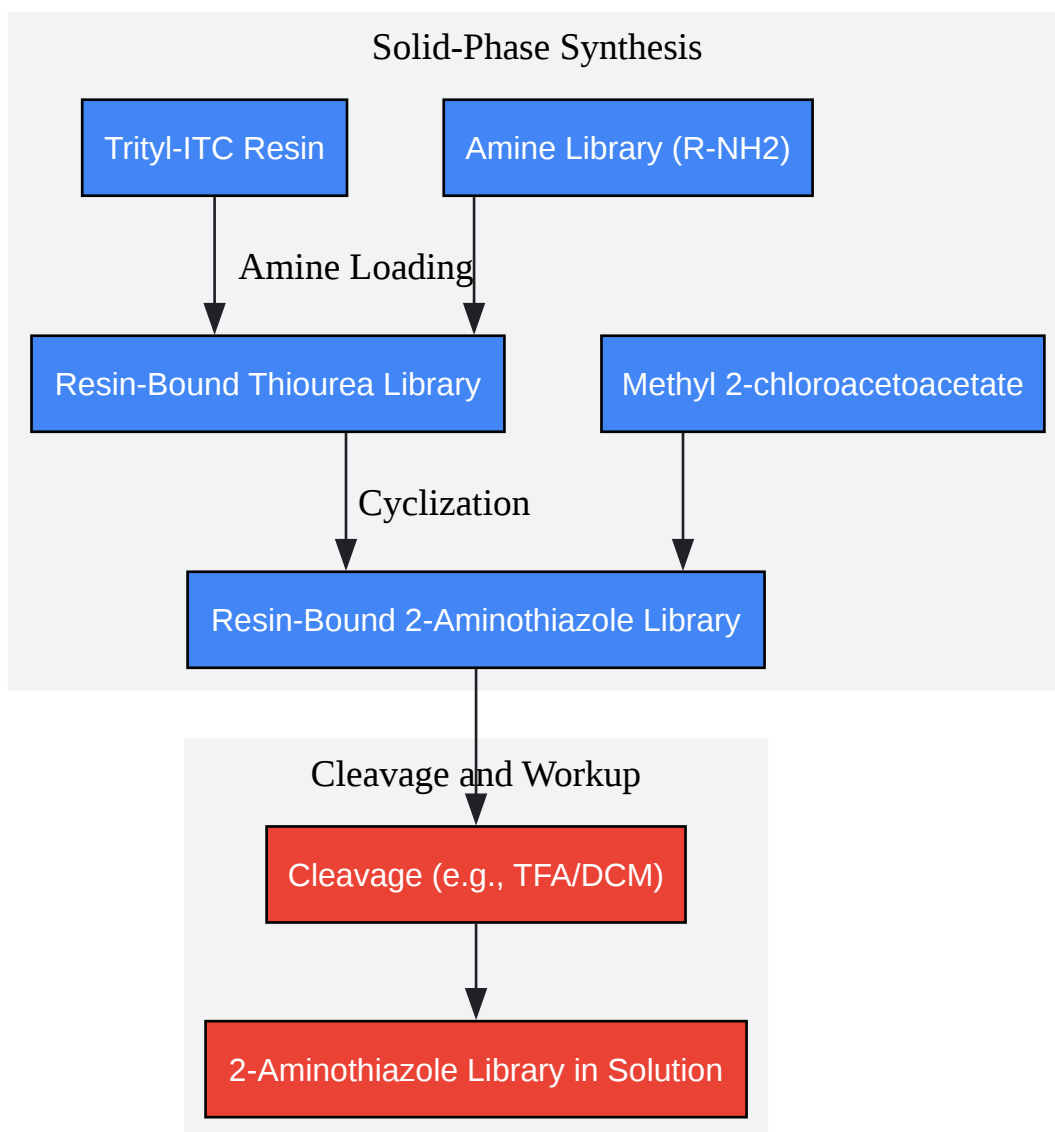 Solid-Phase Synthesis
Trityl-ITC Resin
Amine Library (R-NH2)
Amine Loading
Resin-Bound Thiourea Library
Methyl 2-chloroacetoacetate
Cyclization
Resin-Bound 2-Aminothiazole Library
Cleavage and Workup
Cleavage (e.g., TFA/DCM)
2-Aminothiazole Library in Solution